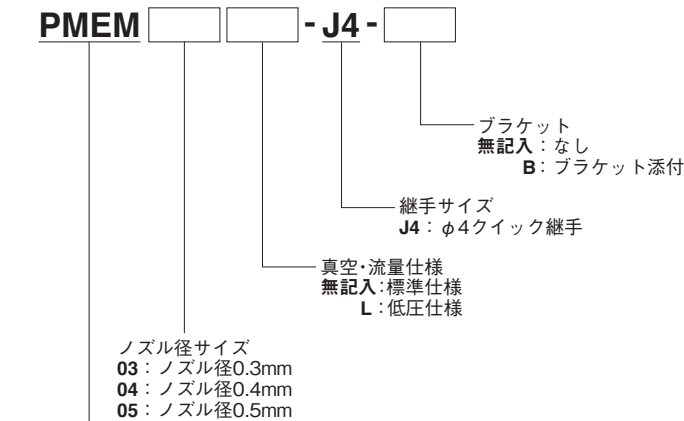 PMEM - J4 -
ブラケット
無記入：なし
B：ブラケット添付
継手サイズ
J4：φ4クイック継手
真空・流量仕様
無記入：標準仕様
L：低圧仕様
ノズル径サイズ
03：ノズル径0.3mm
04：ノズル径0.4mm
05：ノズル径0.5mm